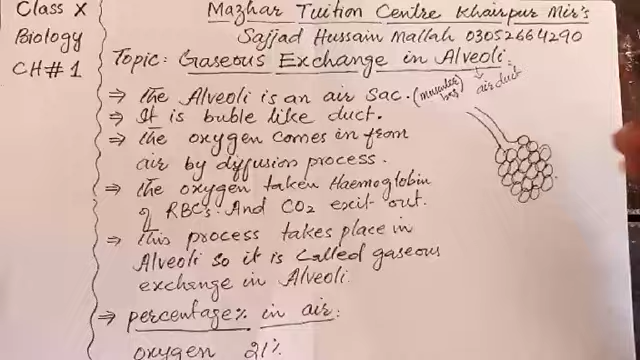 Class X
Biology
CH# 1
Mazhar Tuition Centre Khairpur Mir's
Sajjad Hussain Mallah 03052664290
Topic: Gaseous Exchange in Alveoli.
air duct
⇒ The Alveoli is an air sac.
⇒ It is buble like duct.
⇒ The oxygen comes in from
air by diffusion process.
⇒ The oxygen taken Haemoglobin
of RBCs. And CO2 exit out.
⇒ This process takes place in
Alveoli so it is called gaseous
exchange in Alveoli
⇒ percentage% in air:
oxygen 21%